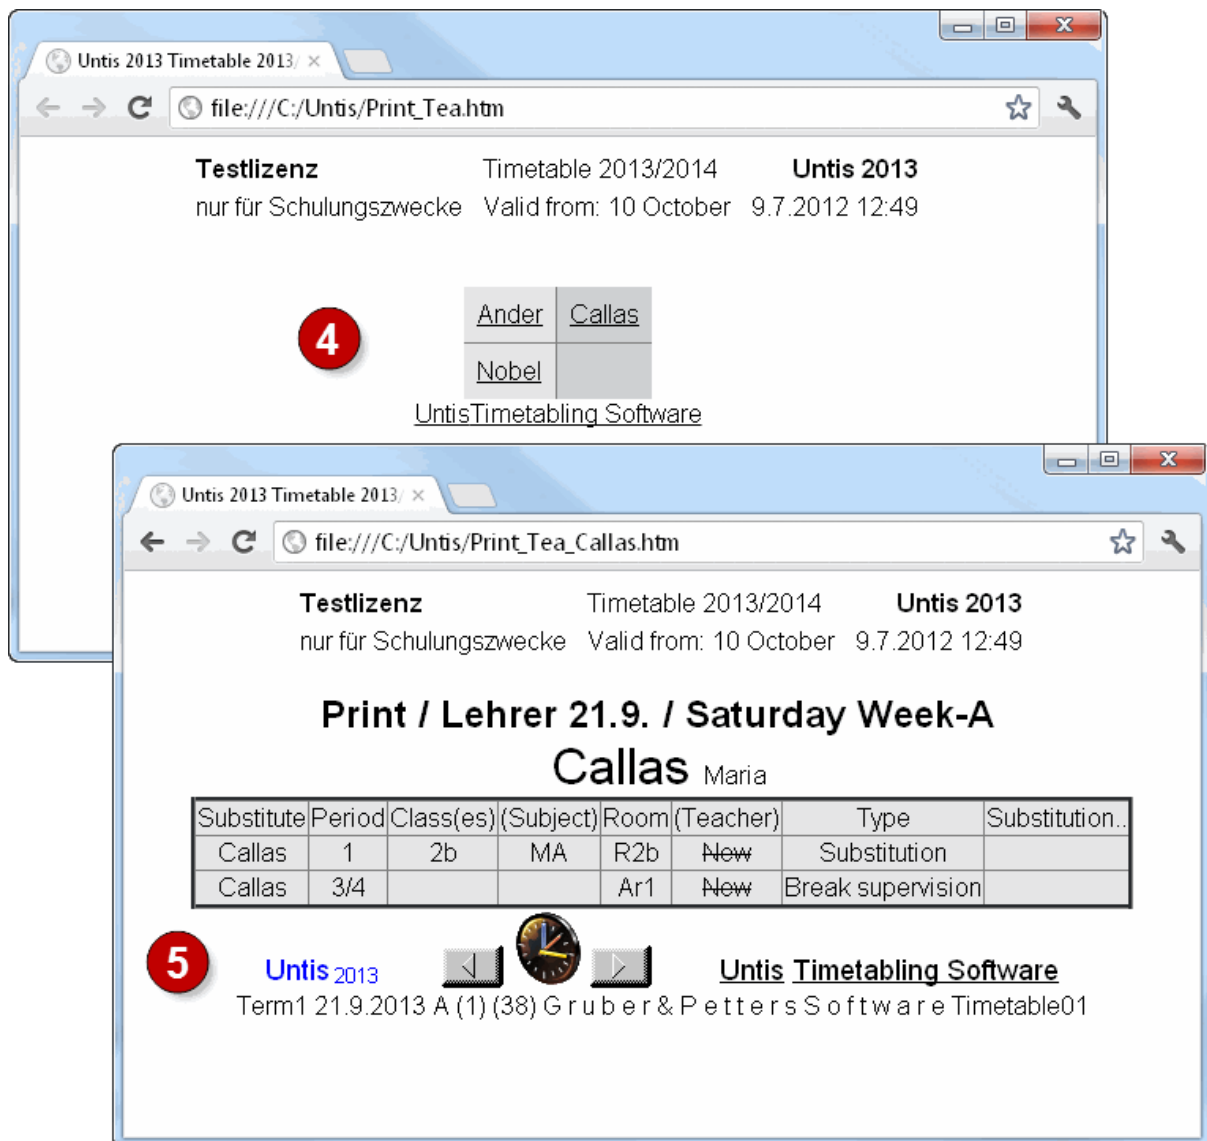 Untis 2013 Timetable 2013/
file:///C:/Untis/Print_Tea.htm
Testlizenz Timetable 2013/2014 Untis 2013
nur für Schulungszwecke Valid from: 10 October 9.7.2012 12:49
4
Ander Callas
Nobel
UntisTimetabling Software
Untis 2013 Timetable 2013/
file:///C:/Untis/Print_Tea_Callas.htm
Testlizenz Timetable 2013/2014 Untis 2013
nur für Schulungszwecke Valid from: 10 October 9.7.2012 12:49
Print / Lehrer 21.9. / Saturday Week-A
Callas Maria
Substitute Period Class(es) (Subject) Room (Teacher) Type Substitution..
Callas 1 2b MA R2b New Substitution
Callas 3/4 Ar1 New Break supervision
5
Untis 2013 Untis Timetabling Software
Term1 21.9.2013 A (1) (38) G r u b e r & P e t t e r s S o f t w a r e Timetable01